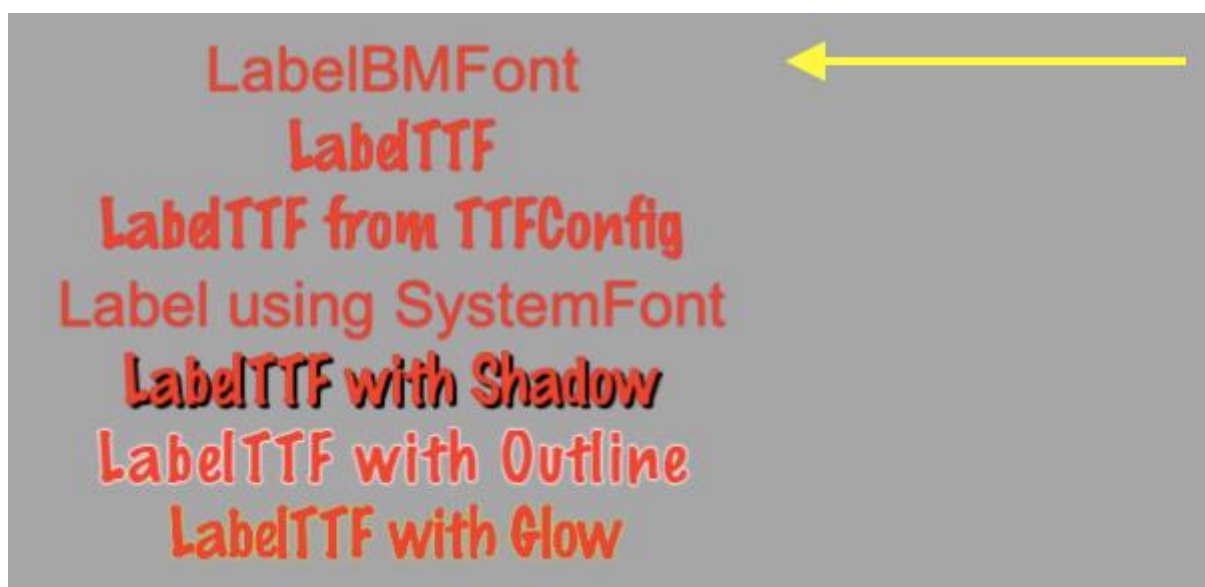 LabelBMFont
LabelTTF
LabelTTF from TTFConfig
Label using SystemFont
LabelTTF with Shadow
LabelTTF with Outline
LabelTTF with Glow